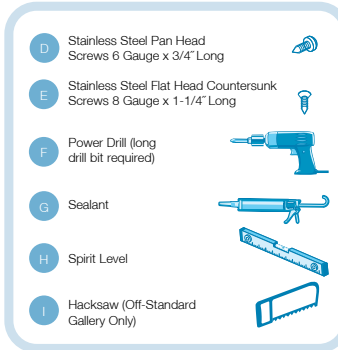 D
Stainless Steel Pan Head
Screws 6 Gauge x 3/4˝ Long
E
Stainless Steel Flat Head Countersunk
Screws 8 Gauge x 1-1/4˝ Long
F
Power Drill (long
drill bit required)
G
Sealant
H
Spirit Level
I
Hacksaw (Off-Standard
Gallery Only)